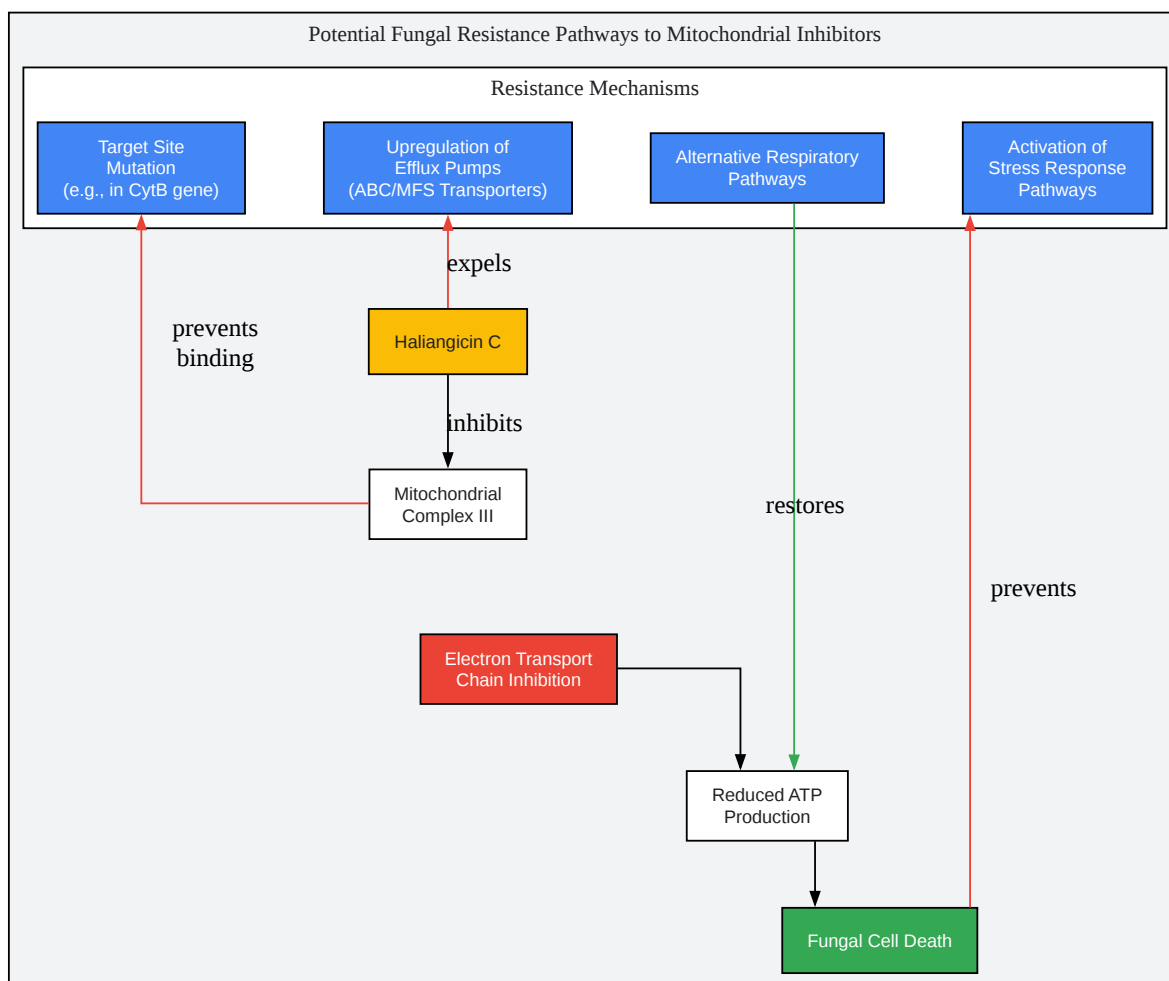 Potential Fungal Resistance Pathways to Mitochondrial Inhibitors
Resistance Mechanisms
Target Site
Mutation
(e.g., in CytB gene)
Upregulation of
Efflux Pumps
(ABC/MFS Transporters)
Alternative Respiratory
Pathways
Activation of
Stress Response
Pathways
expels
prevents
binding
Haliangicin C
inhibits
Mitochondrial
Complex III
restores
prevents
Electron Transport
Chain Inhibition
Reduced ATP
Production
Fungal Cell Death